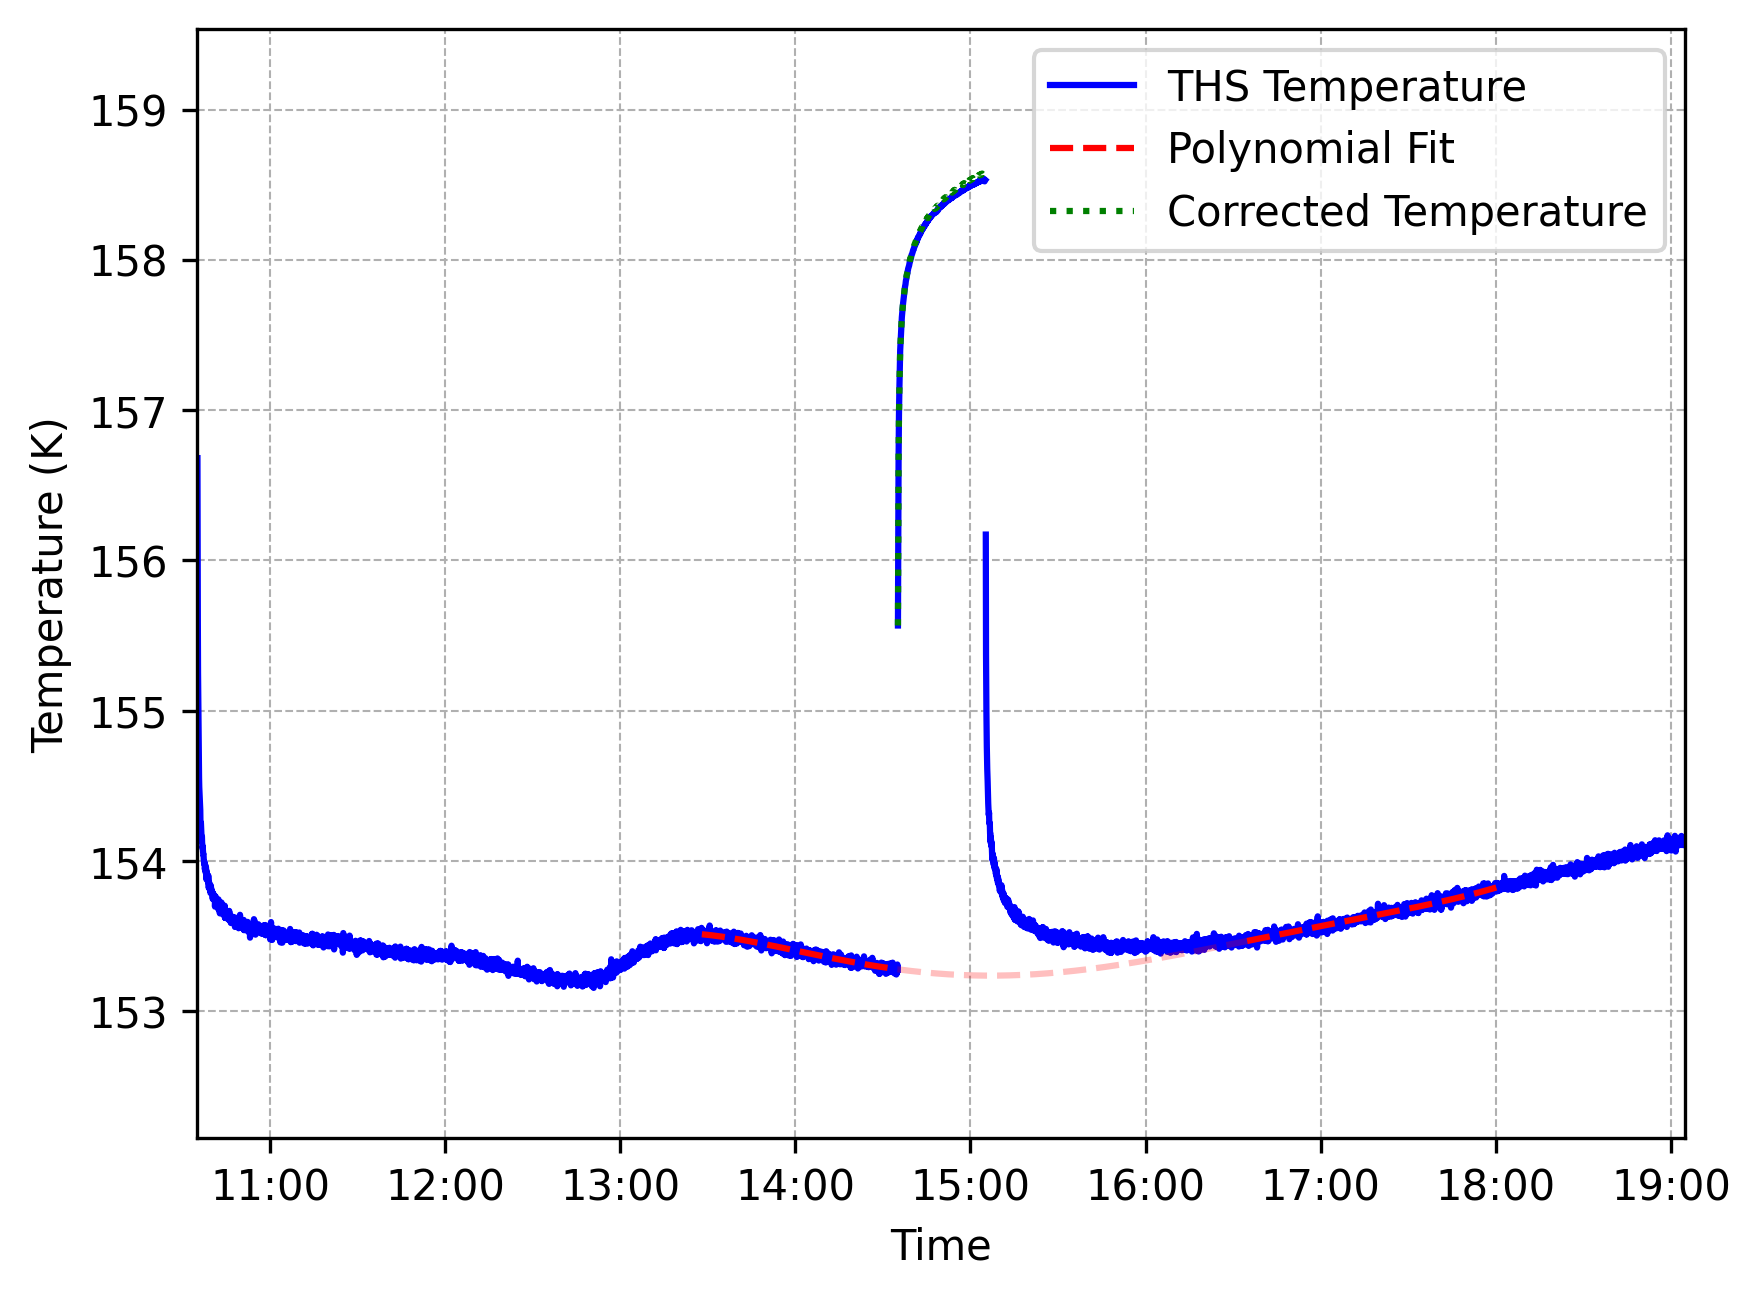 THS Temperature
Polynomial Fit
Corrected Temperature
159
158
157
156
155
154
153
Temperature (K)
11:00 12:00 13:00 14:00 15:00 16:00 17:00 18:00 19:00
Time